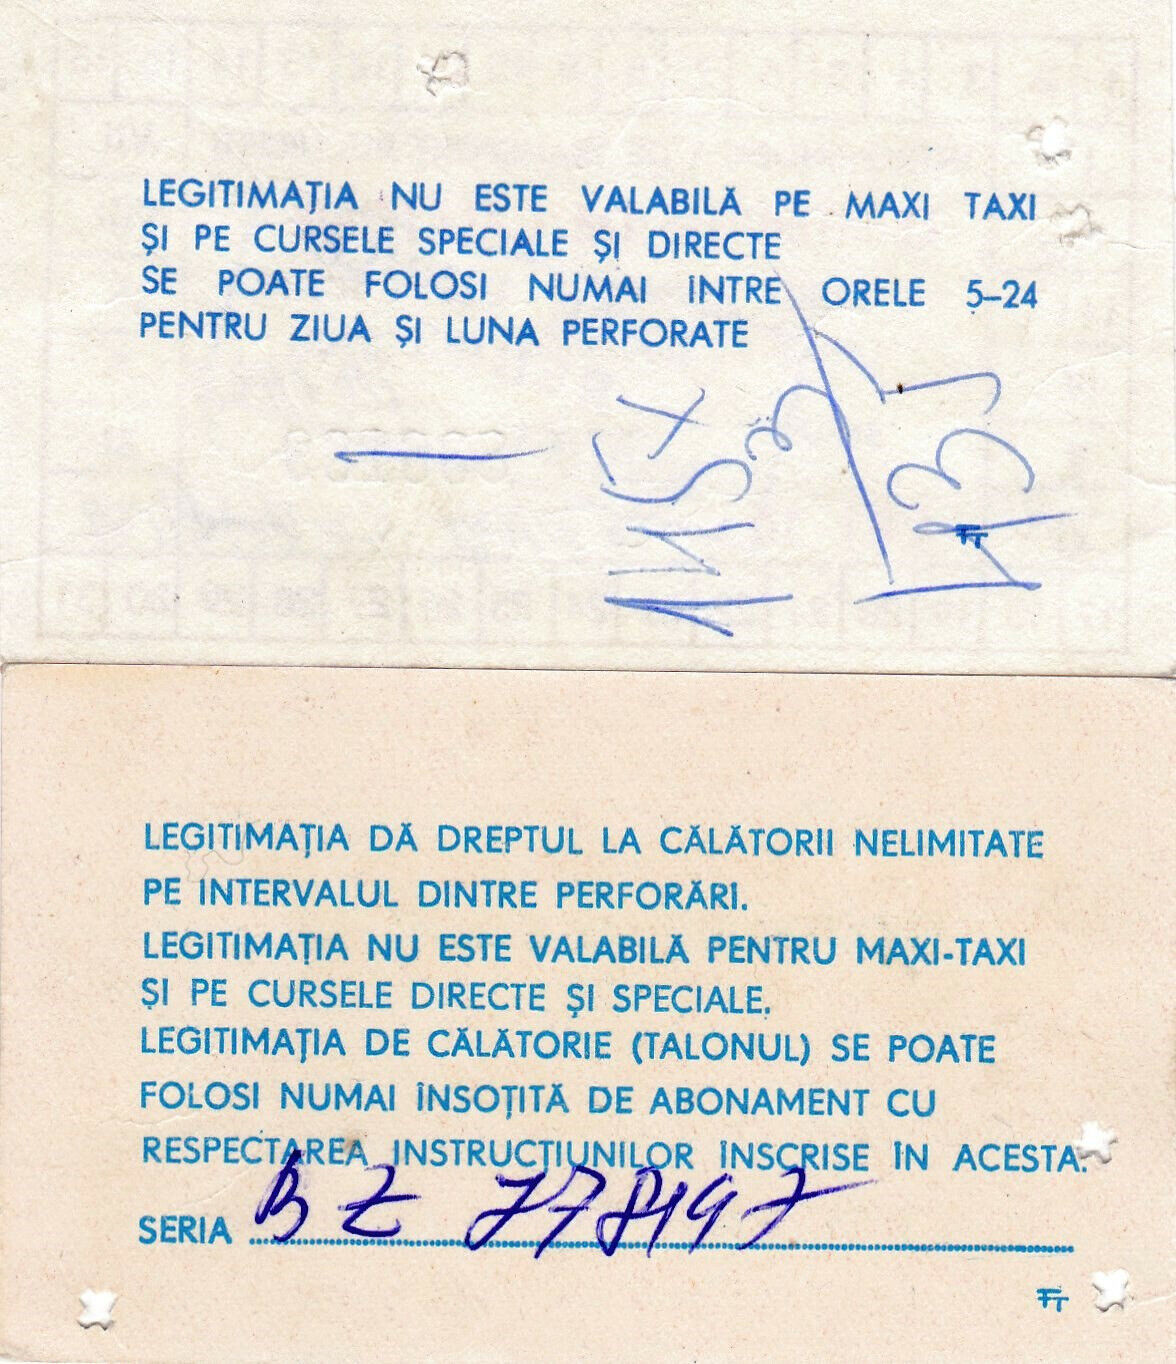 LEGITIMAȚIA NU ESTE VALABILĂ PE MAXI TAXI
ȘI PE CURSELE SPECIALE ȘI DIRECTE
SE POATE FOLOSI NUMAI INTRE ORELE 5–24
PENTRU ZIUA ȘI LUNA PERFORATE
FT
LEGITIMAȚIA DĂ DREPTUL LA CĂLĂTORII NELIMITATE
PE INTERVALUL DINTRE PERFORĂRI.
LEGITIMAȚIA NU ESTE VALABILĂ PENTRU MAXI-TAXI
ȘI PE CURSELE DIRECTE ȘI SPECIALE.
LEGITIMAȚIA DE CĂLĂTORIE (TALONUL) SE POATE
FOLOSI NUMAI ÎNSOȚITĂ DE ABONAMENT CU
RESPECTAREA INSTRUCȚIUNILOR ÎNSCRISE ÎN ACESTA.
SERIA BZ
FT